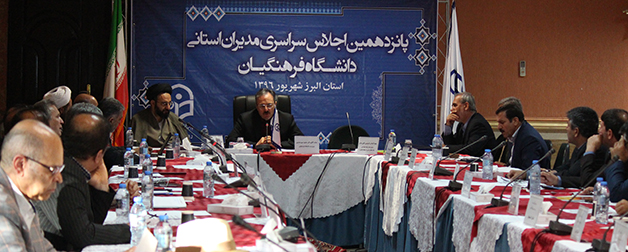 پانزدهمین اجلاس سراسری مدیران استانی
دانشگاه فرهنگیان
استان البرز شهریور ۱۳۹۶